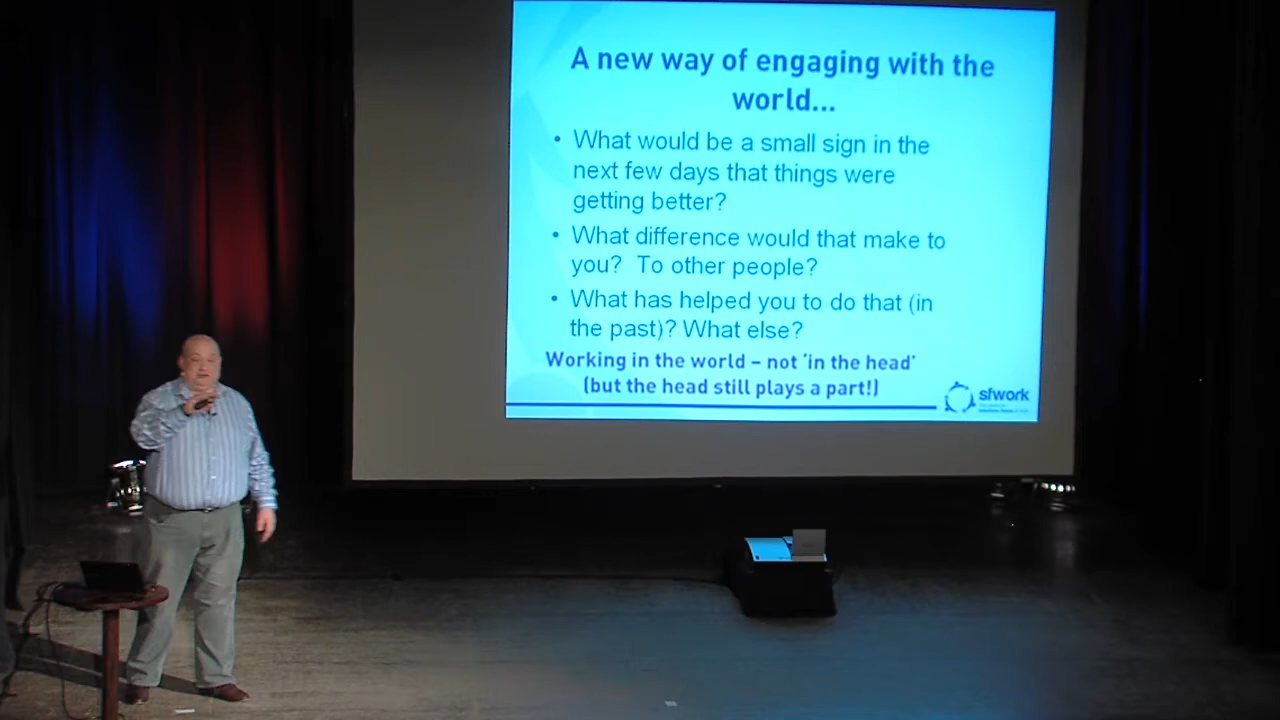 A new way of engaging with the
world...
• What would be a small sign in the
next few days that things were
getting better?
• What difference would that make to
you? To other people?
• What has helped you to do that (in
the past)? What else?
Working in the world – not 'in the head'
(but the head still plays a part!)
sfwork